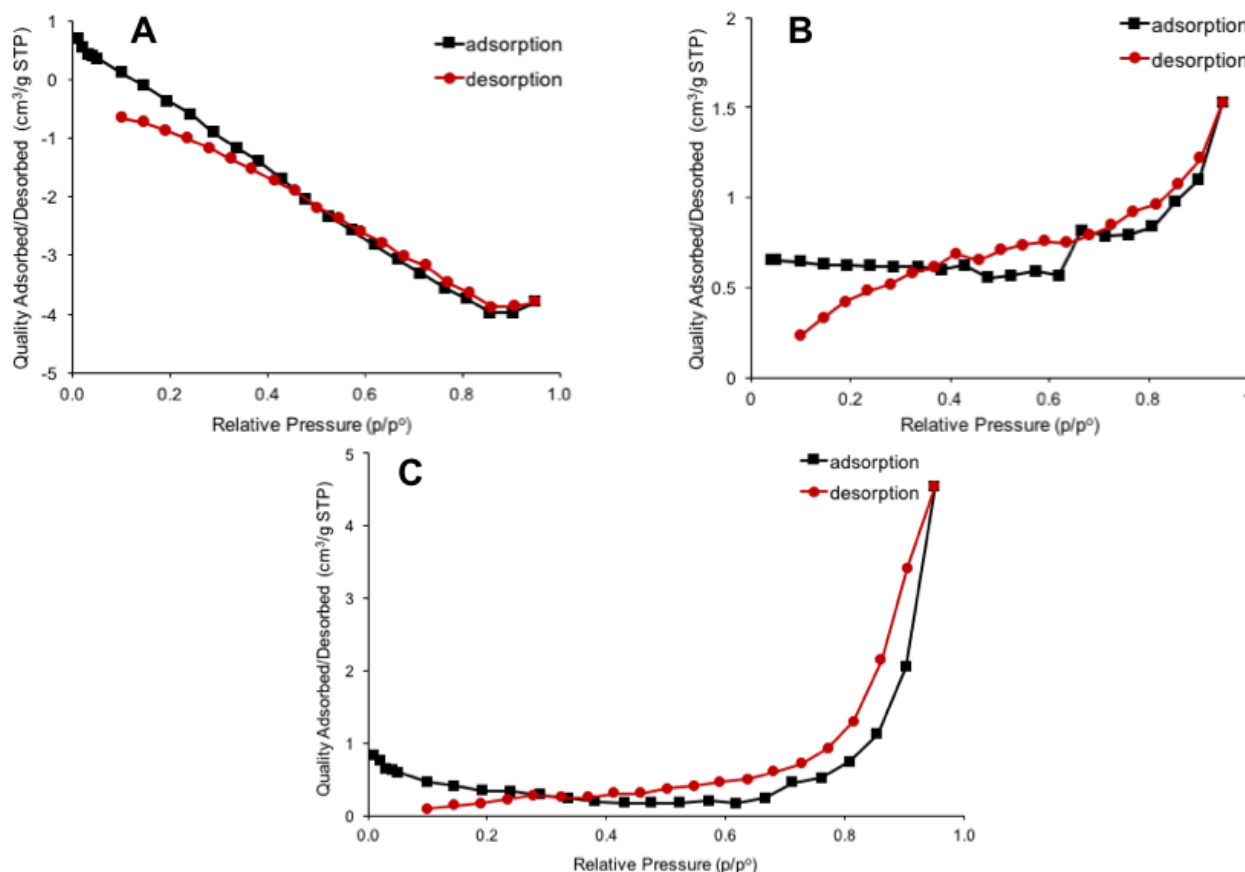 A
adsorption
desorption
Quality Adsorbed/Desorbed (cm³/g STP)
1
0
-1
-2
-3
-4
-5
0.0 0.2 0.4 0.6 0.8 1.0
Relative Pressure (p/pº)
B
adsorption
desorption
Quality Adsorbed/Desorbed (cm³/g STP)
2
1.5
1
0.5
0
0 0.2 0.4 0.6 0.8 1
Relative Pressure (p/pº)
C
adsorption
desorption
Quality Adsorbed/Desorbed (cm³/g STP)
5
4
3
2
1
0
0.0 0.2 0.4 0.6 0.8 1.0
Relative Pressure (p/pº)